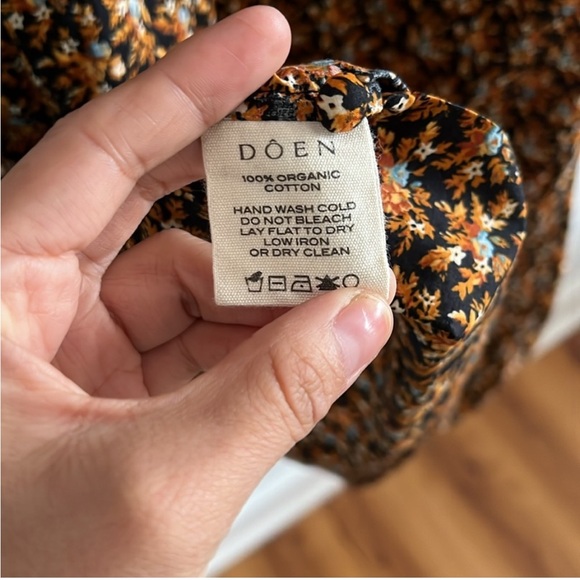 DÔEN
100% ORGANIC
COTTON
HAND WASH COLD
DO NOT BLEACH
LAY FLAT TO DRY
LOW IRON
OR DRY CLEAN